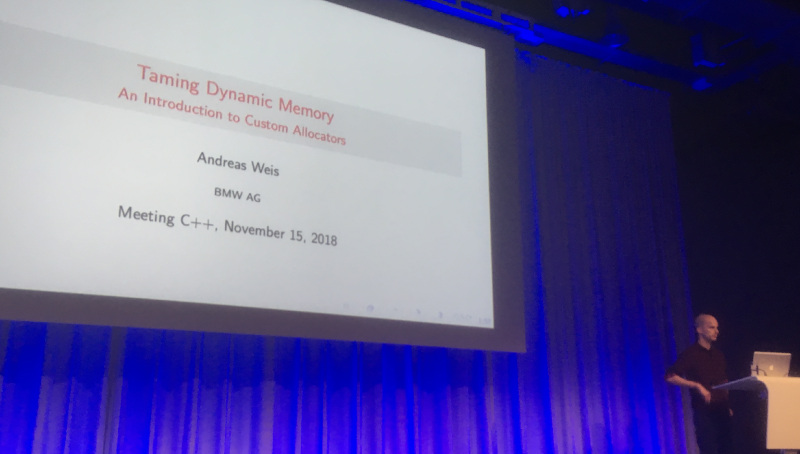 Taming Dynamic Memory
An Introduction to Custom Allocators
Andreas Weis
BMW AG
Meeting C++, November 15, 2018